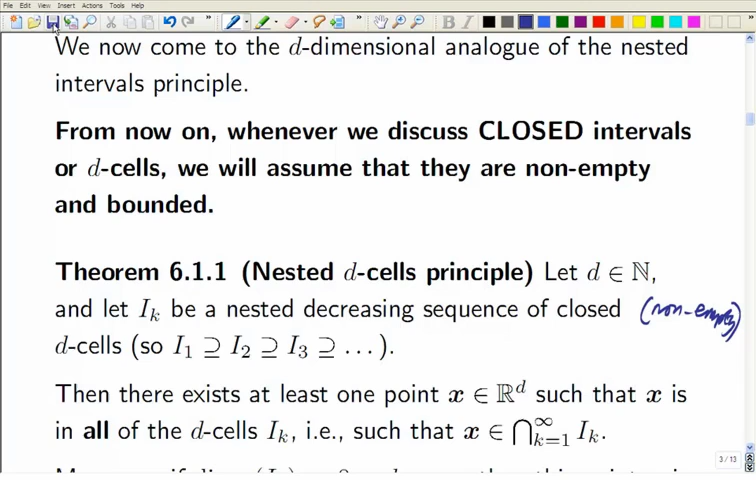 File Edit View Insert Actions Tools Help
We now come to the d-dimensional analogue of the nested
intervals principle.
From now on, whenever we discuss CLOSED intervals
or d-cells, we will assume that they are non-empty
and bounded.
Theorem 6.1.1 (Nested d-cells principle) Let d ∈ ℕ,
and let I_k be a nested decreasing sequence of closed (non-empty)
d-cells (so I_1 ⊇ I_2 ⊇ I_3 ⊇ . . .).
Then there exists at least one point x ∈ ℝ^d such that x is
in all of the d-cells I_k, i.e., such that x ∈ ⋂_{k=1}^∞ I_k.
3 / 13